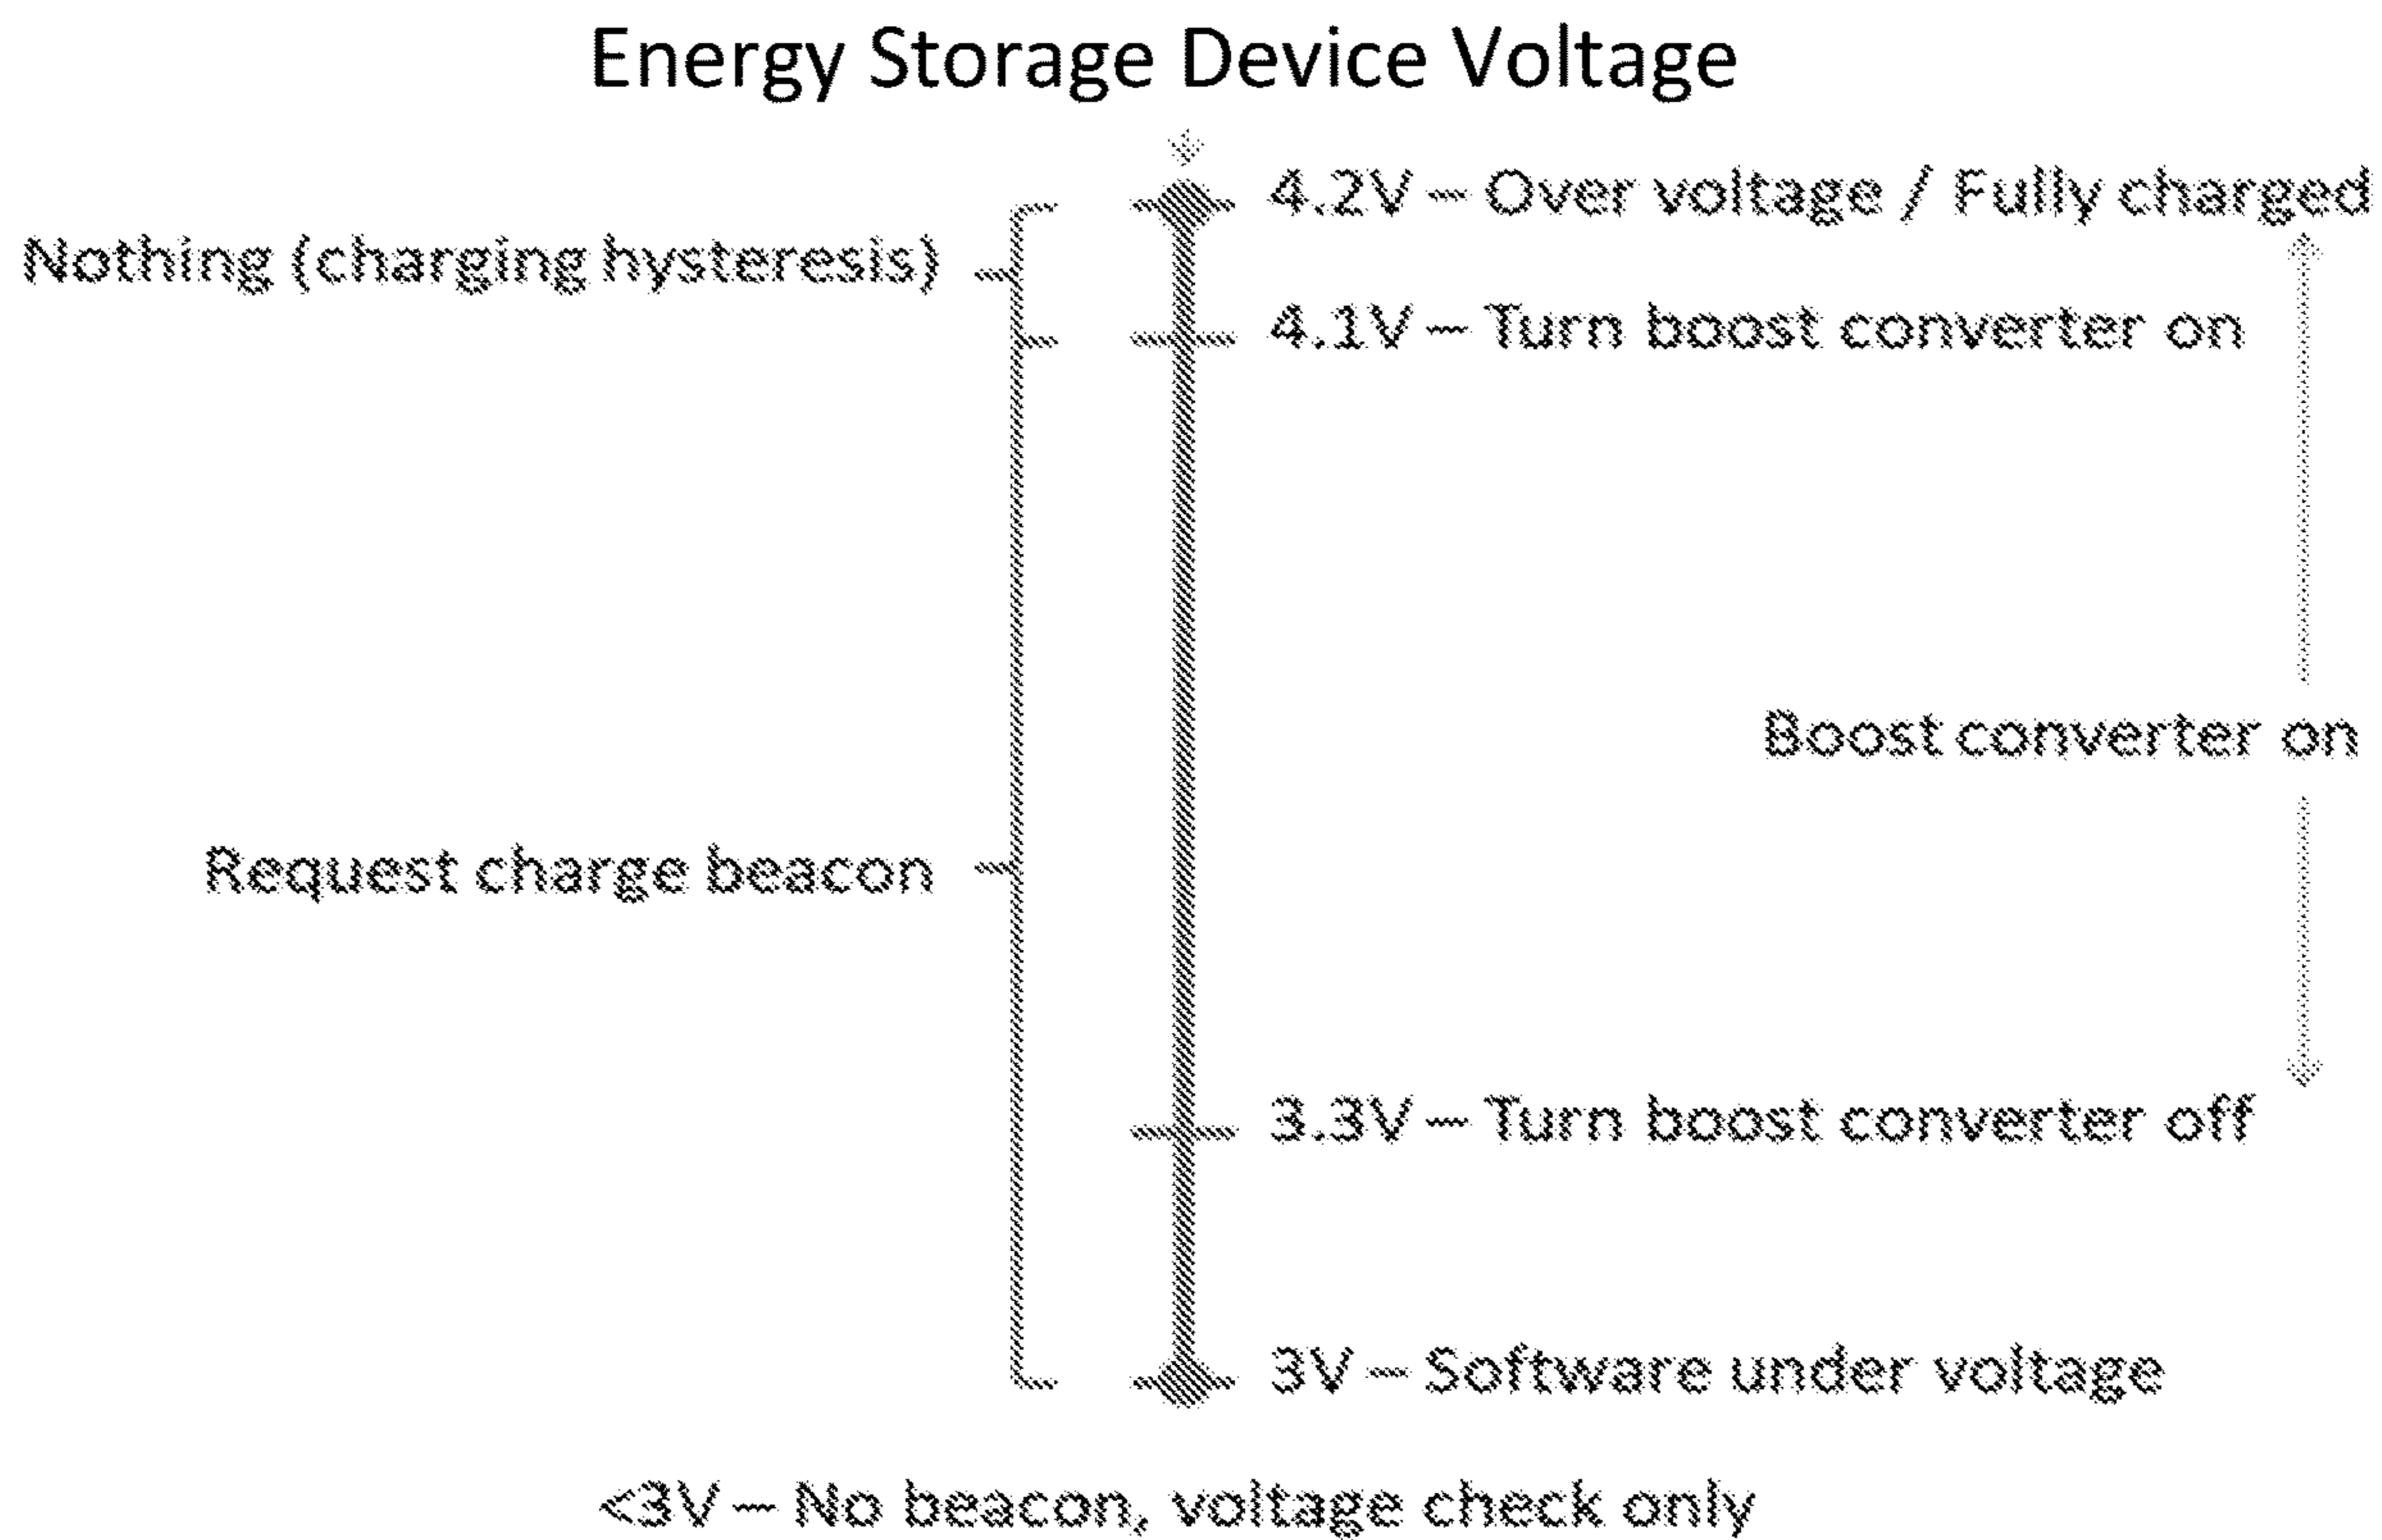 Energy Storage Device Voltage
4.2V – Over voltage / Fully charged
Nothing (charging hysteresis)
4.1V – Turn boost converter on
Boost converter on
Request charge beacon
3.3V – Turn boost converter off
3V – Software under voltage
<3V – No beacon, voltage check only